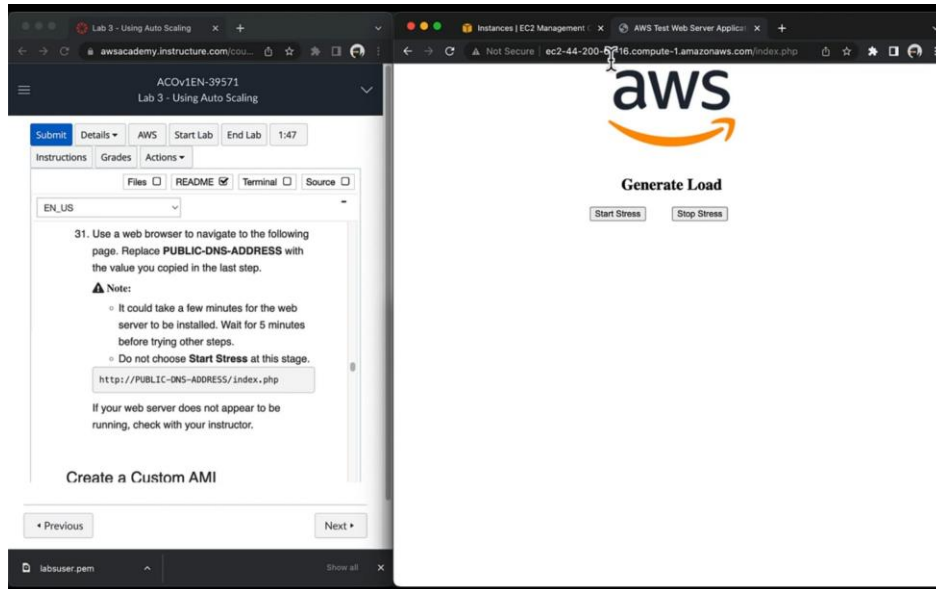 Lab 3 - Using Auto Scaling
awsacademy.instructure.com/cou...
ACOv1EN-39571
Lab 3 - Using Auto Scaling
Submit Details AWS Start Lab End Lab 1:47
Instructions Grades Actions
Files README Terminal Source
EN_US
31. Use a web browser to navigate to the following
page. Replace PUBLIC-DNS-ADDRESS with
the value you copied in the last step.
Note:
It could take a few minutes for the web
server to be installed. Wait for 5 minutes
before trying other steps.
Do not choose Start Stress at this stage.
http://PUBLIC-DNS-ADDRESS/index.php
If your web server does not appear to be
running, check with your instructor.
Create a Custom AMI
Previous Next
labsuser.pem Show all
Instances | EC2 Management C AWS Test Web Server Applicat
Not Secure
aws
Generate Load
Start Stress Stop Stress